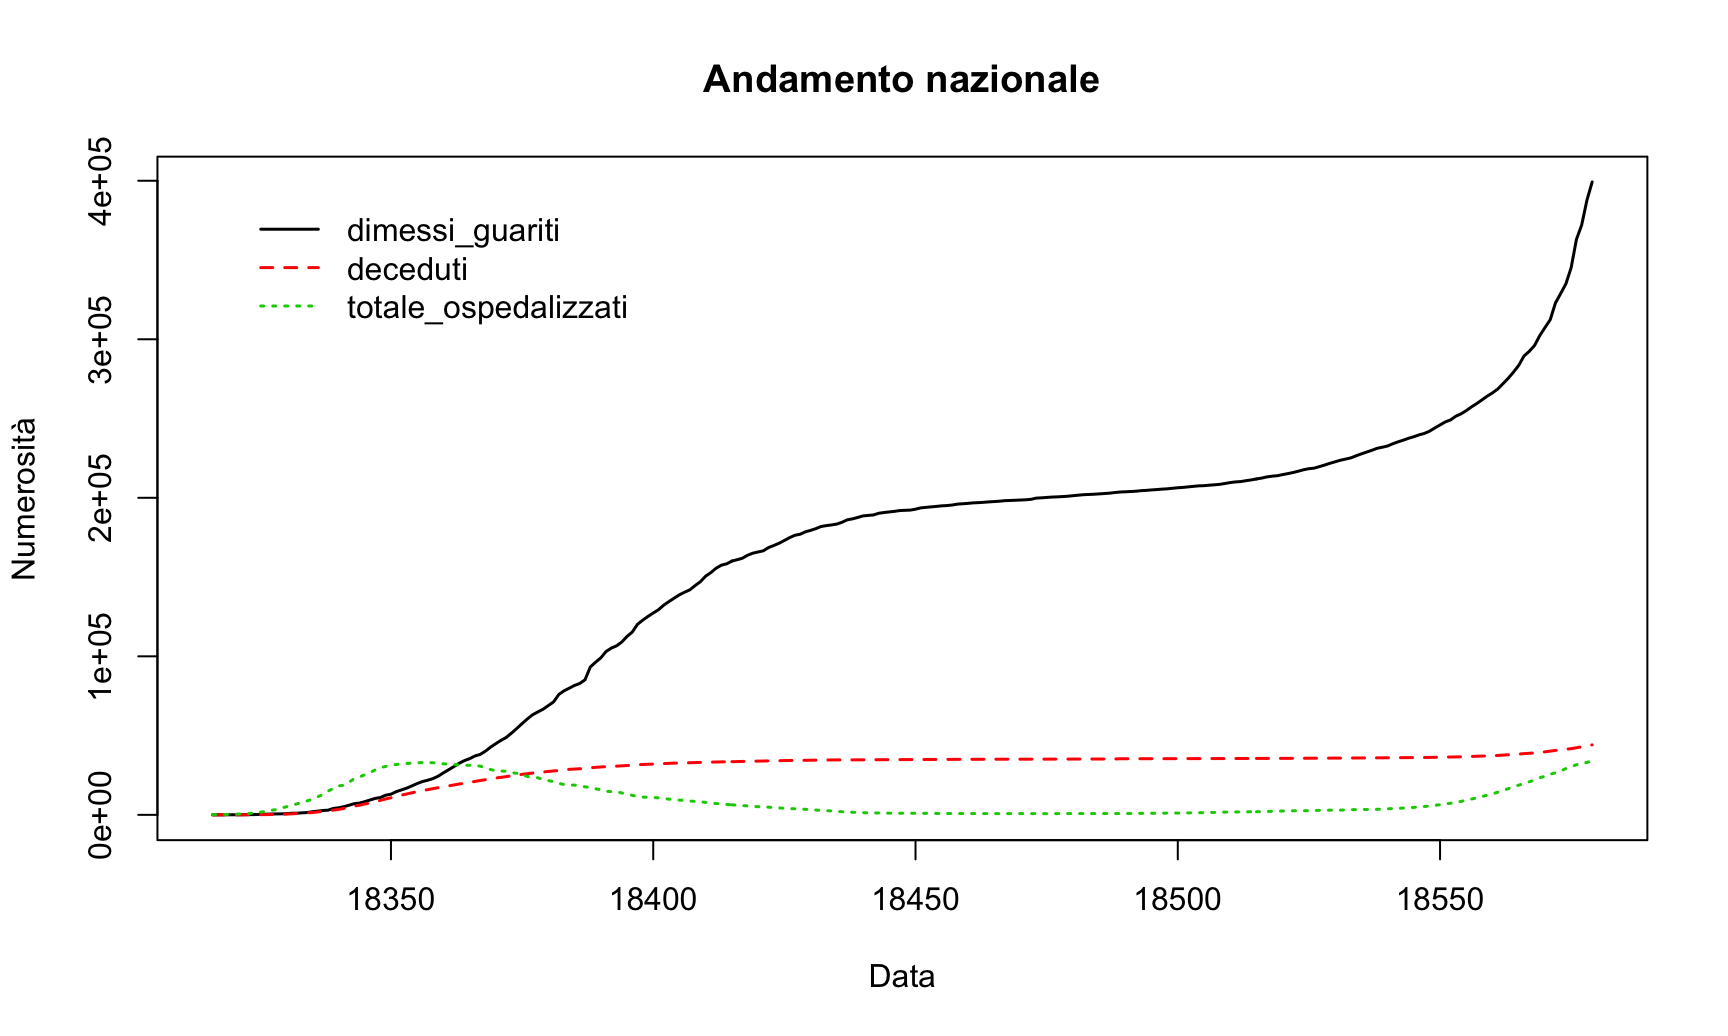 Andamento nazionale
4e+05
3e+05
2e+05
1e+05
0e+00
Numerosità
dimessi_guariti
deceduti
totale_ospedalizzati
18350 18400 18450 18500 18550
Data